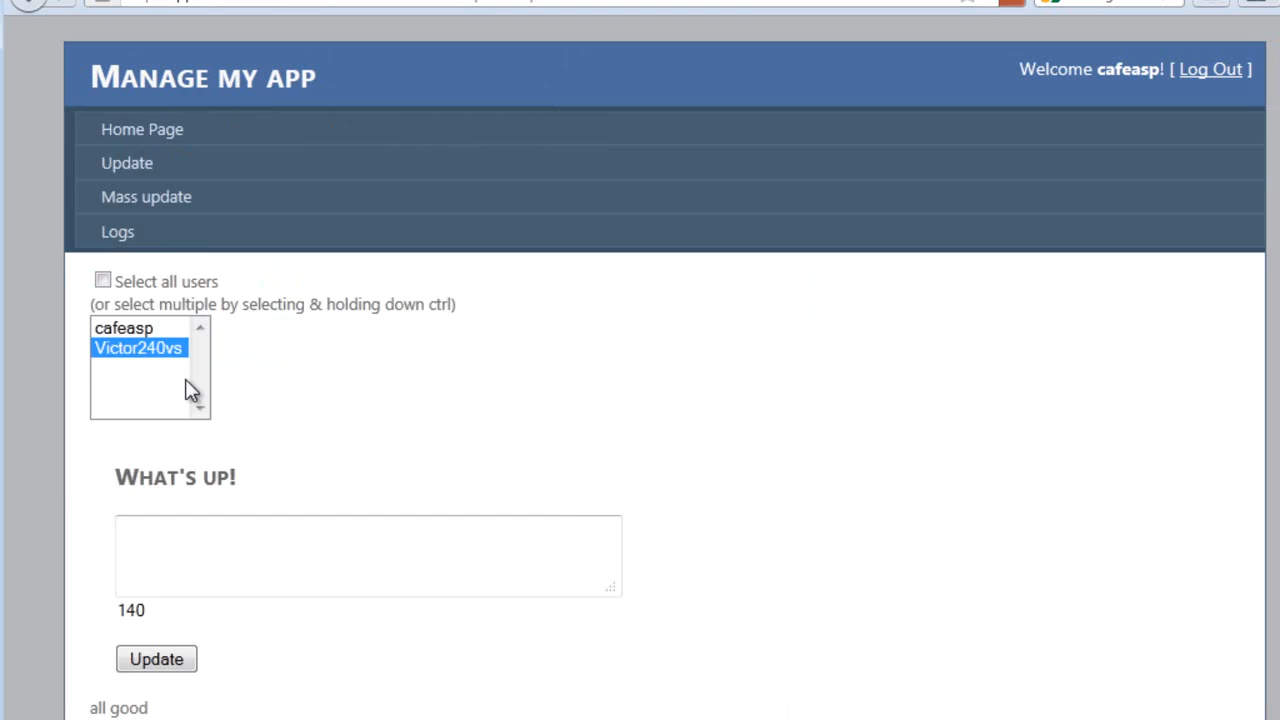 MANAGE MY APP
Welcome cafeasp! [ Log Out ]
Home Page
Update
Mass update
Logs
Select all users
(or select multiple by selecting & holding down ctrl)
cafeasp
Victor240vs
WHAT'S UP!
140
Update
all good